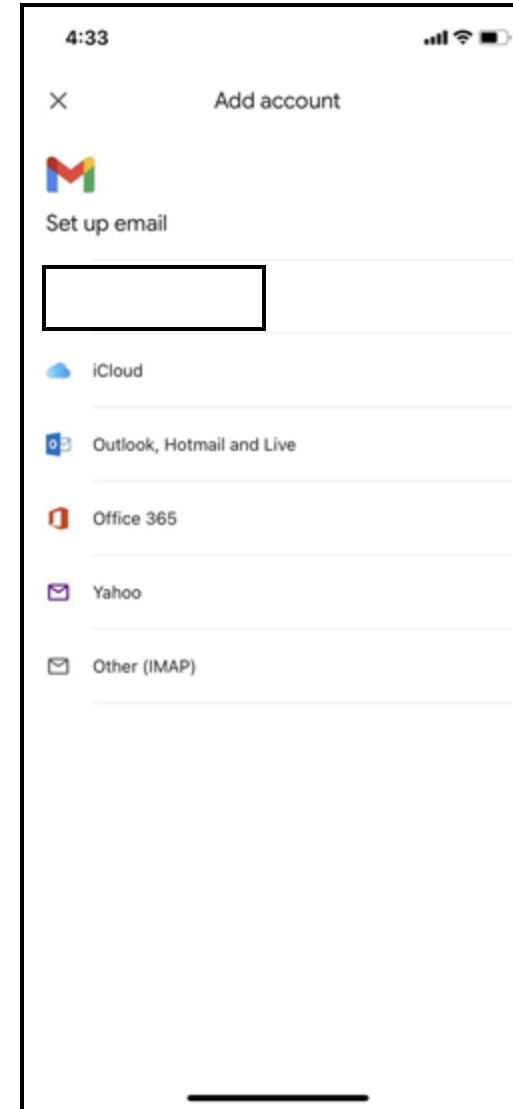 4:33
Add account
Set up email
iCloud
Outlook, Hotmail and Live
Office 365
Yahoo
Other (IMAP)